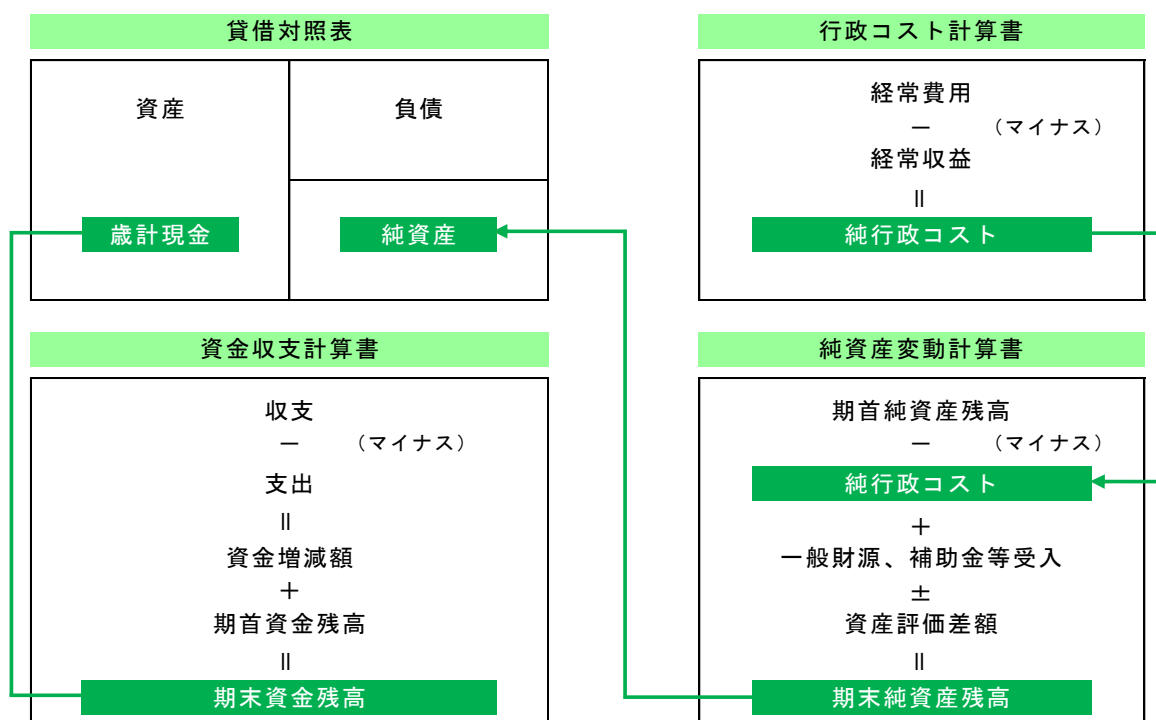 貸借対照表
資産
負債
歳計現金
純資産
行政コスト計算書
経常費用
－ （マイナス）
経常収益
＝
純行政コスト
資金収支計算書
収支
－ （マイナス）
支出
＝
資金増減額
＋
期首資金残高
＝
期末資金残高
純資産変動計算書
期首純資産残高
－ （マイナス）
純行政コスト
＋
一般財源、補助金等受入
±
資産評価差額
＝
期末純資産残高